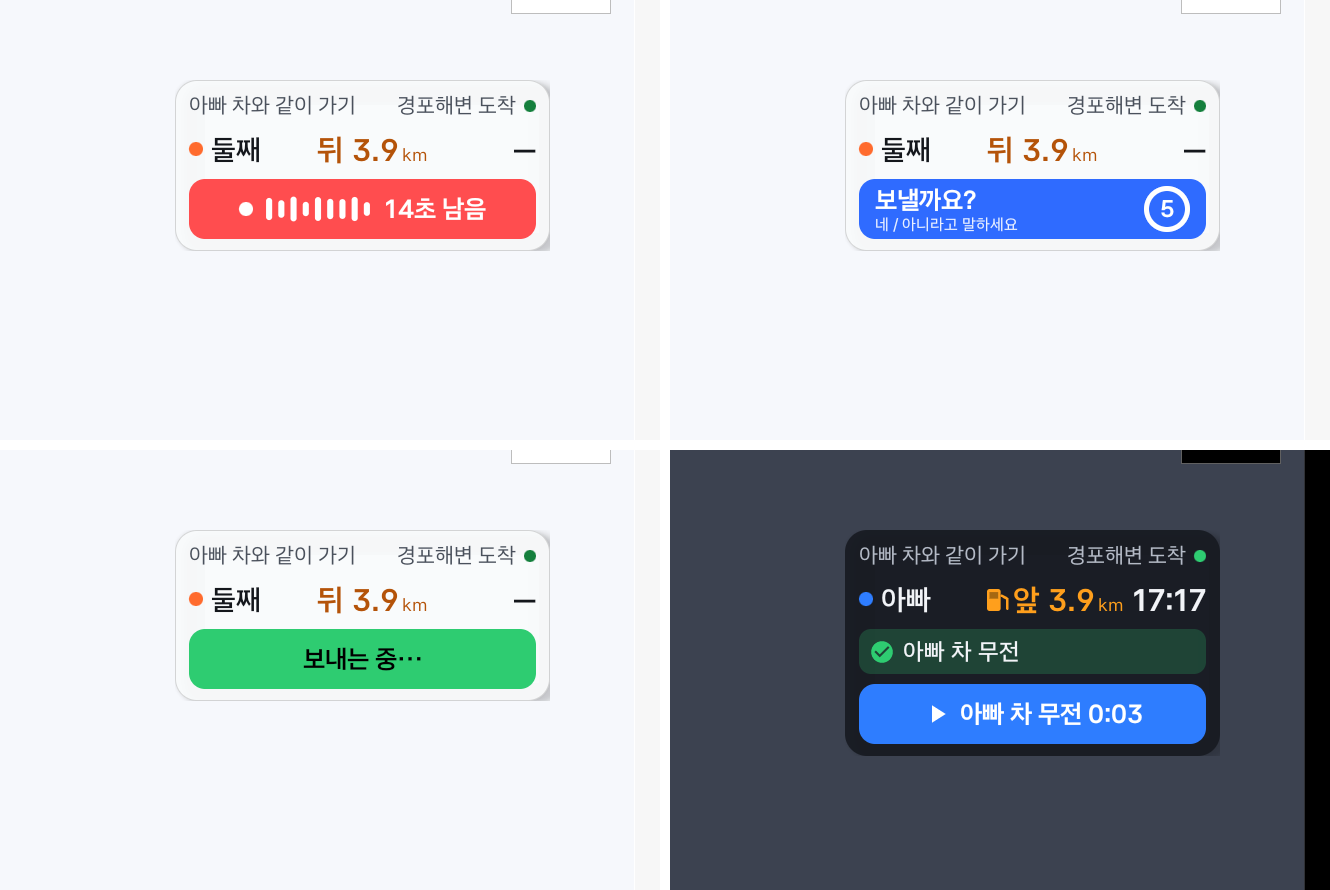 아빠 차와 같이 가기 경포해변 도착
둘째 뒤 3.9 km —
14초 남음
아빠 차와 같이 가기 경포해변 도착
둘째 뒤 3.9 km —
보낼까요?
네 / 아니라고 말하세요
5
아빠 차와 같이 가기 경포해변 도착
둘째 뒤 3.9 km —
보내는 중···
아빠 차와 같이 가기 경포해변 도착
아빠 앞 3.9 km 17:17
아빠 차 무전
아빠 차 무전 0:03